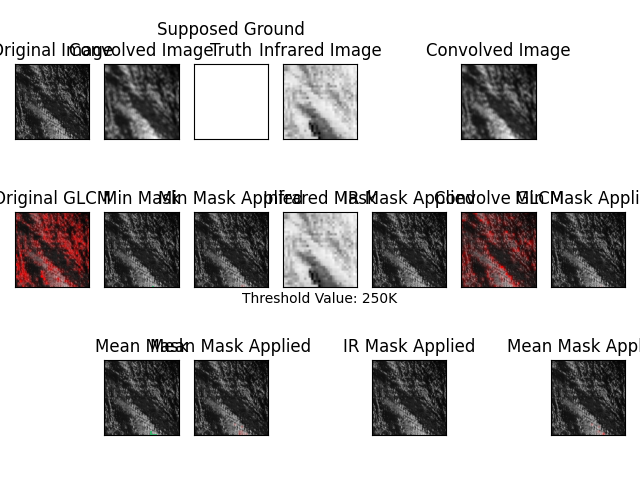 Supposed Ground
Original Image Convolved Image Truth Infrared Image Convolved Image
Original GLCM Min Mask Min Mask Applied Infrared Mask IR Mask Applied Convolve GLCM Min Mask Appli
Threshold Value: 250K
Mean Mask Mean Mask Applied IR Mask Applied Mean Mask Appl